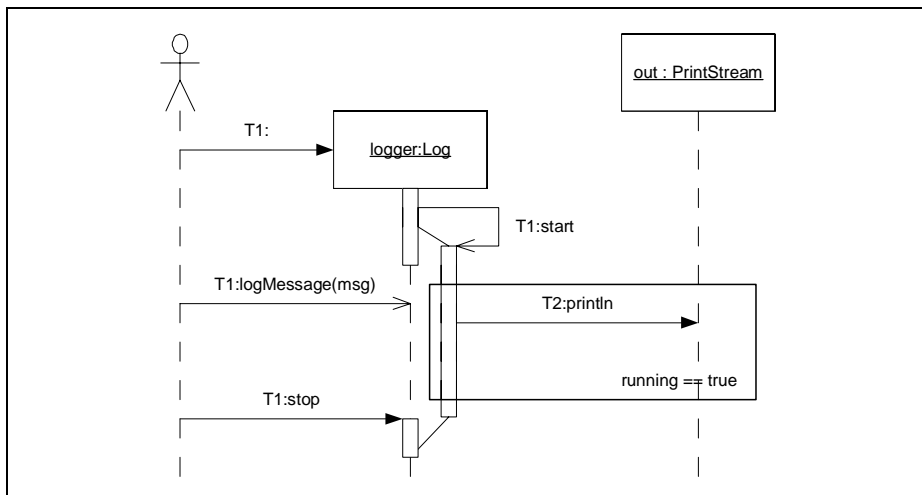 out : PrintStream
T1:
logger:Log
T1:start
T1:logMessage(msg)
T2:println
running == true
T1:stop